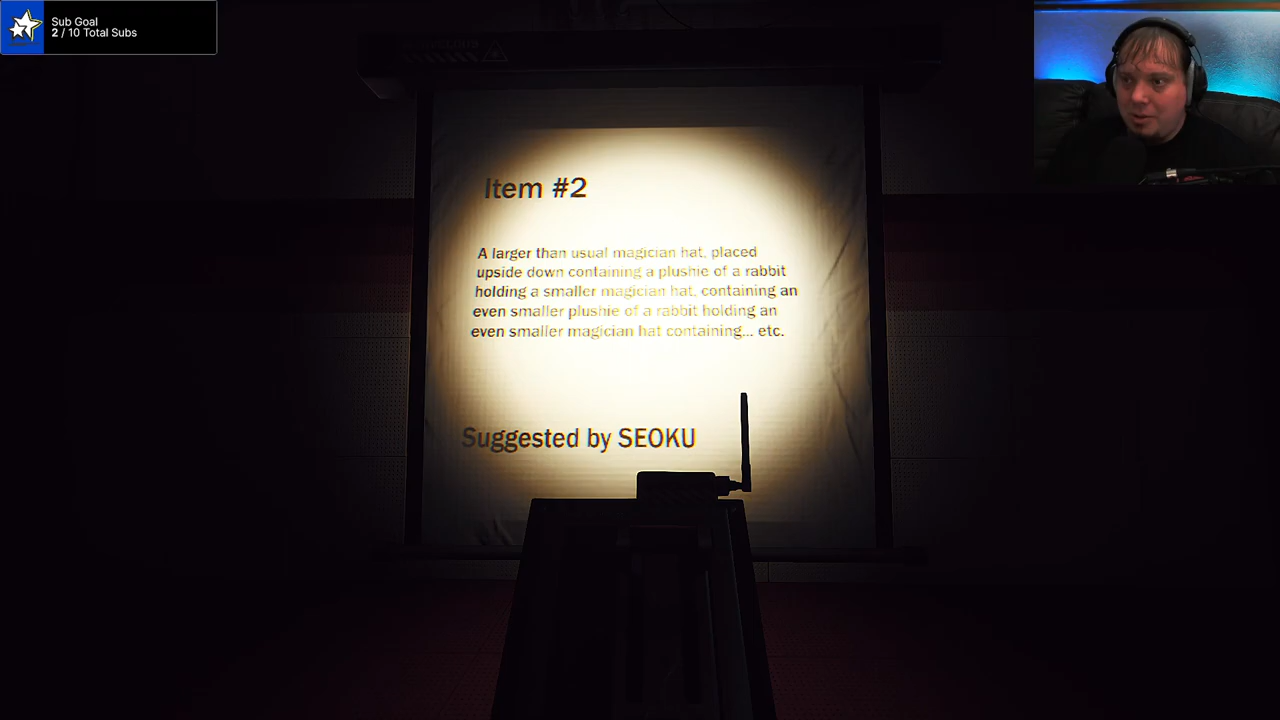 Sub Goal
2 / 10 Total Subs
Item #2
A larger than usual magician hat, placed
upside down containing a plushie of a rabbit
holding a smaller magician hat, containing an
even smaller plushie of a rabbit holding an
even smaller magician hat containing... etc.
Suggested by SEOKU